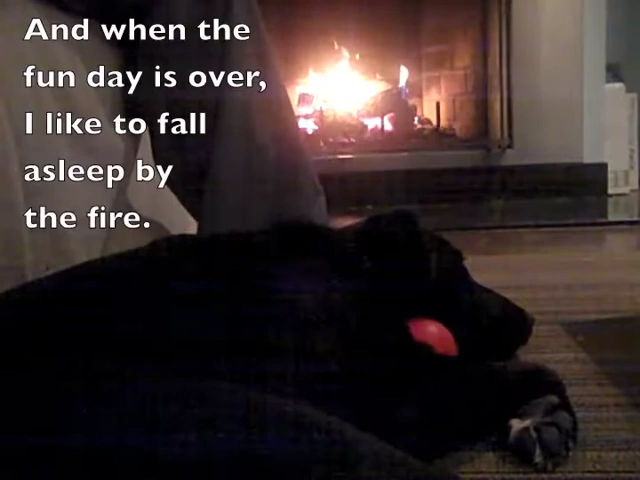 And when the
fun day is over,
I like to fall
asleep by
the fire.